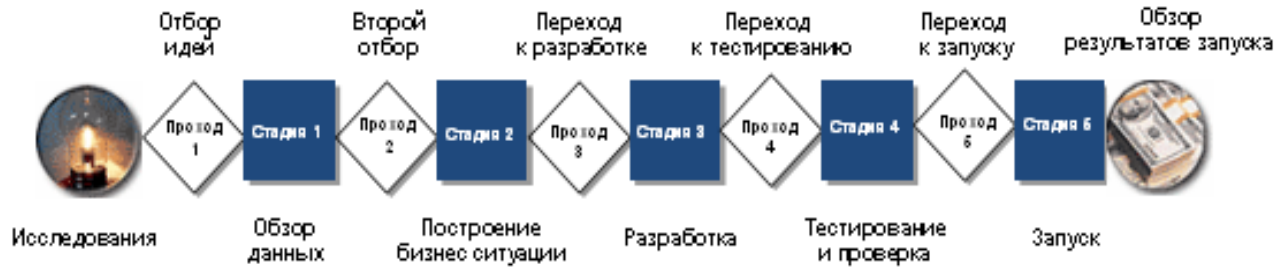 Отбор
идей
Второй
отбор
Переход
к разработке
Переход
к тестированию
Переход
к запуску
Обзор
результатов запуска
Проход
1
Стадия 1
Проход
2
Стадия 2
Проход
3
Стадия 3
Проход
4
Стадия 4
Проход
5
Стадия 5
Исследования
Обзор
данных
Построение
бизнес ситуации
Разработка
Тестирование
и проверка
Запуск